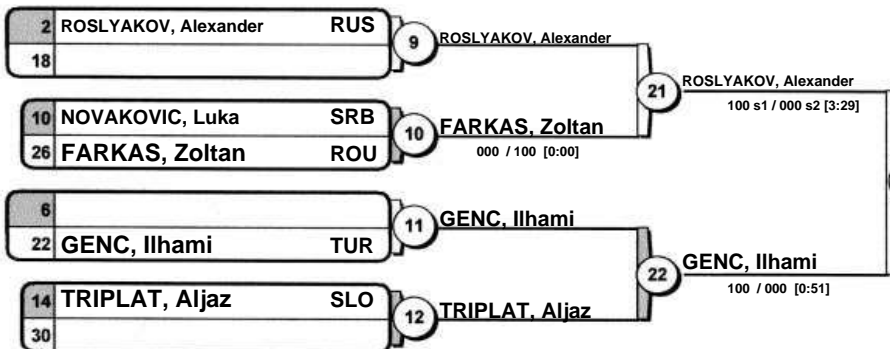 2 ROSLYAKOV, Alexander RUS
18
9 ROSLYAKOV, Alexander
10 NOVAKOVIC, Luka SRB
26 FARKAS, Zoltan ROU
10 FARKAS, Zoltan
000 / 100 [0:00]
21 ROSLYAKOV, Alexander
100 s1 / 000 s2 [3:29]
6
22 GENC, Ilhami TUR
11 GENC, Ilhami
14 TRIPLAT, Aljaz SLO
30
12 TRIPLAT, Aljaz
22 GENC, Ilhami
100 / 000 [0:51]